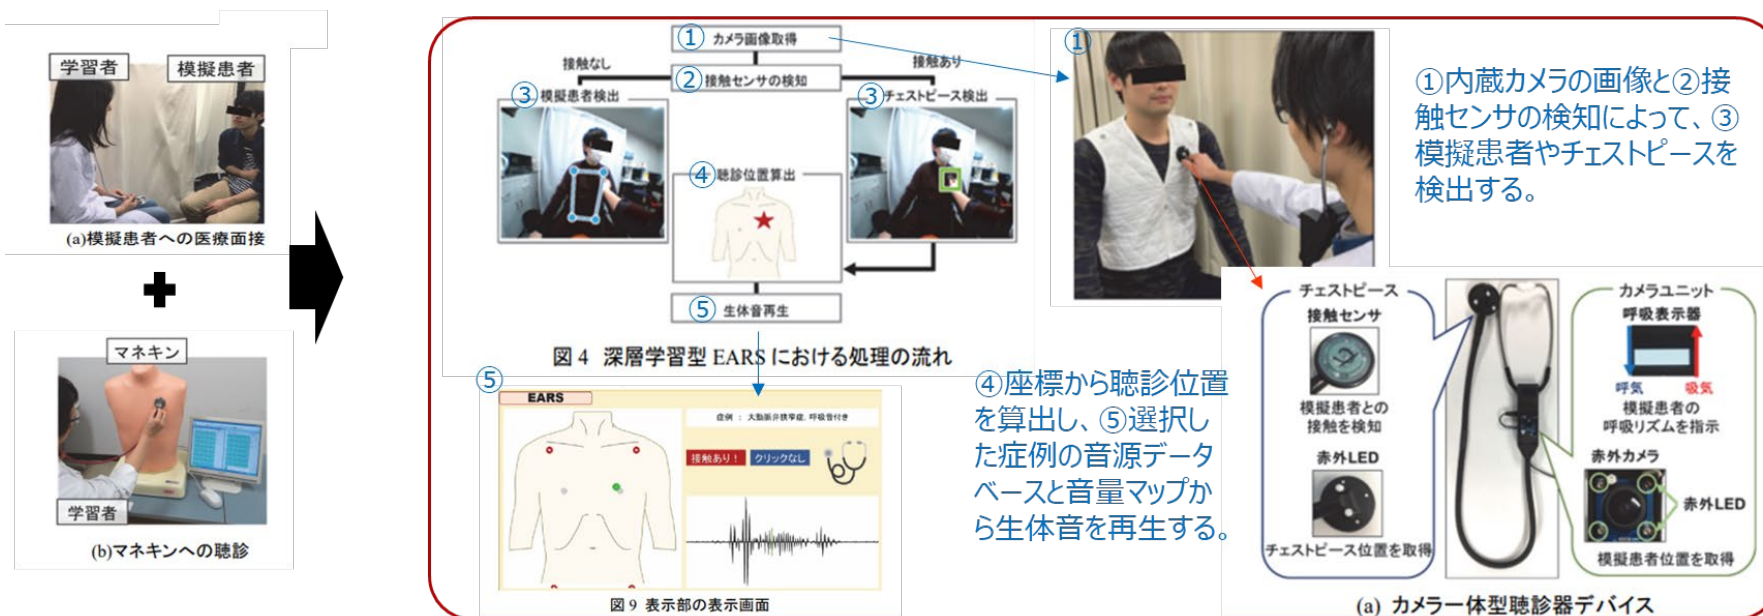 学習者
模擬患者
(a)模擬患者への医療面接
マネキン
学習者
(b)マネキンへの聴診
① カメラ画像取得
接触なし
接触あり
② 接触センサの検知
③ 模擬患者検出
③ チェストピース検出
④ 聴診位置算出
⑤ 生体音再生
図 4 深層学習型 EARS における処理の流れ
①
①内蔵カメラの画像と②接
触センサの検知によって、③
模擬患者やチェストピースを
検出する。
⑤
EARS
症例 : 大動脈弁狭窄症, 呼吸音付き
接触あり!
クリックなし
図 9 表示部の表示画面
④座標から聴診位置
を算出し、⑤選択し
た症例の音源データ
ベースと音量マップか
ら生体音を再生する。
チェストピース
接触センサ
模擬患者との
接触を検知
赤外LED
チェストピース位置を取得
カメラユニット
呼吸表示器
呼気
吸気
模擬患者の
呼吸リズムを指示
赤外カメラ
赤外LED
模擬患者位置を取得
(a) カメラ一体型聴診器デバイス